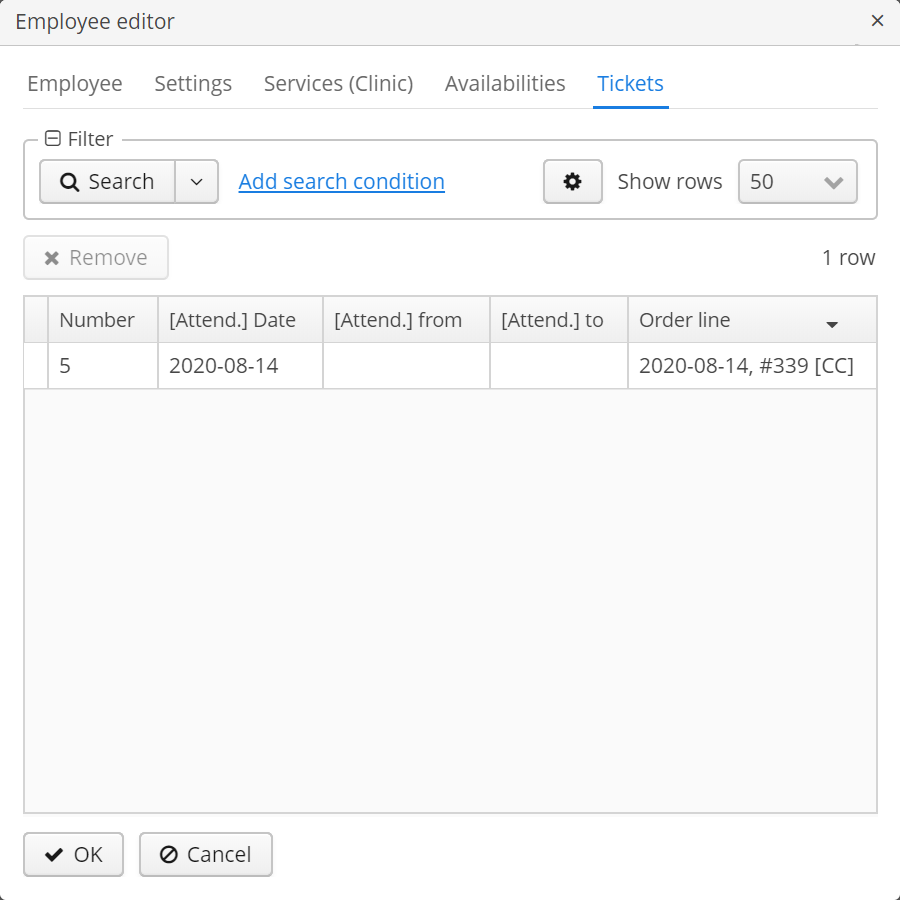 Employee editor
Employee Settings Services (Clinic) Availabilities Tickets
Filter
Search Add search condition Show rows 50
Remove 1 row
Number [Attend.] Date [Attend.] from [Attend.] to Order line
5 2020-08-14 2020-08-14, #339 [CC]
OK Cancel